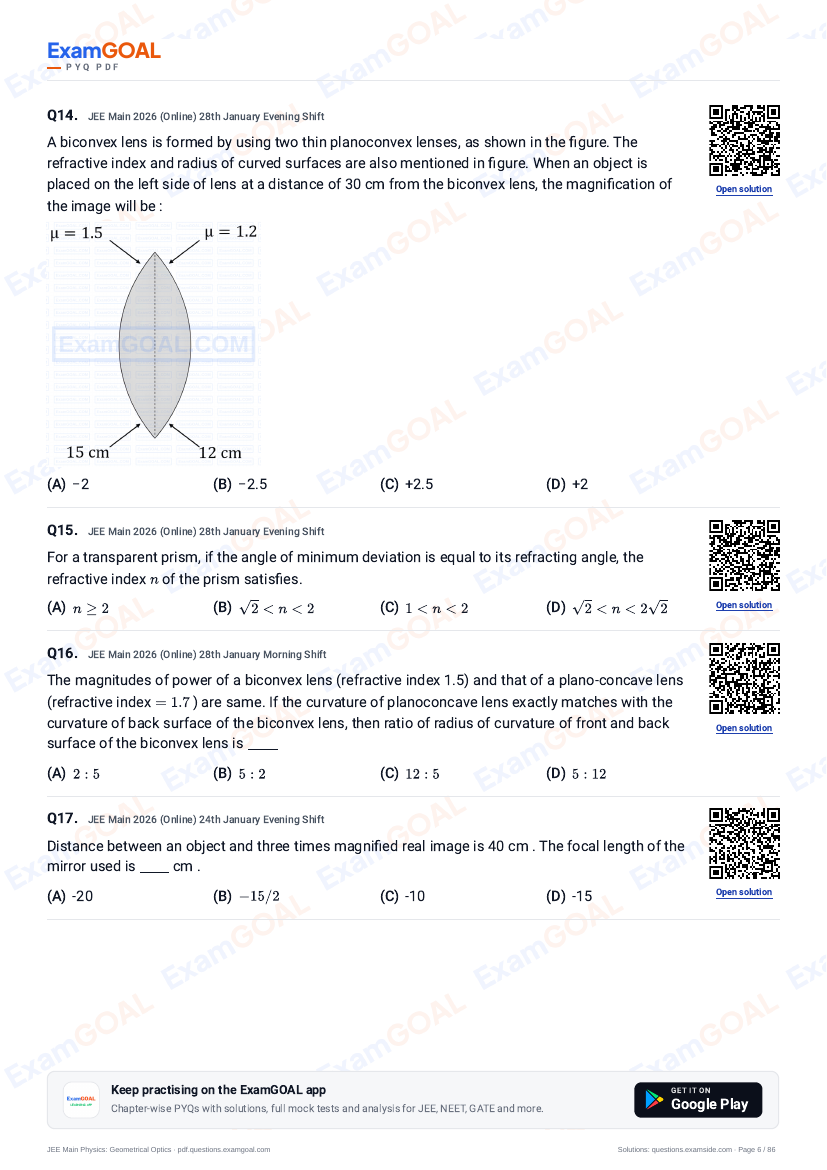 ExamGOAL
PYQ PDF
Q14. JEE Main 2026 (Online) 28th January Evening Shift
A biconvex lens is formed by using two thin planoconvex lenses, as shown in the figure. The
refractive index and radius of curved surfaces are also mentioned in figure. When an object is
placed on the left side of lens at a distance of 30 cm from the biconvex lens, the magnification of
the image will be :
Open solution
μ = 1.5 μ = 1.2
ExamGOAL.COM
15 cm 12 cm
(A) −2 (B) −2.5 (C) +2.5 (D) +2
Q15. JEE Main 2026 (Online) 28th January Evening Shift
For a transparent prism, if the angle of minimum deviation is equal to its refracting angle, the
refractive index n of the prism satisfies.
(A) n ≥ 2 (B) √2 < n < 2 (C) 1 < n < 2 (D) √2 < n < 2√2
Open solution
Q16. JEE Main 2026 (Online) 28th January Morning Shift
The magnitudes of power of a biconvex lens (refractive index 1.5) and that of a plano-concave lens
(refractive index = 1.7 ) are same. If the curvature of planoconcave lens exactly matches with the
curvature of back surface of the biconvex lens, then ratio of radius of curvature of front and back
surface of the biconvex lens is ____
Open solution
(A) 2 : 5 (B) 5 : 2 (C) 12 : 5 (D) 5 : 12
Q17. JEE Main 2026 (Online) 24th January Evening Shift
Distance between an object and three times magnified real image is 40 cm . The focal length of the
mirror used is ____ cm .
(A) -20 (B) −15/2 (C) -10 (D) -15
Open solution
Keep practising on the ExamGOAL app
Chapter-wise PYQs with solutions, full mock tests and analysis for JEE, NEET, GATE and more.
GET IT ON
Google Play
JEE Main Physics: Geometrical Optics · pdf.questions.examgoal.com
Solutions: questions.examside.com · Page 6 / 86